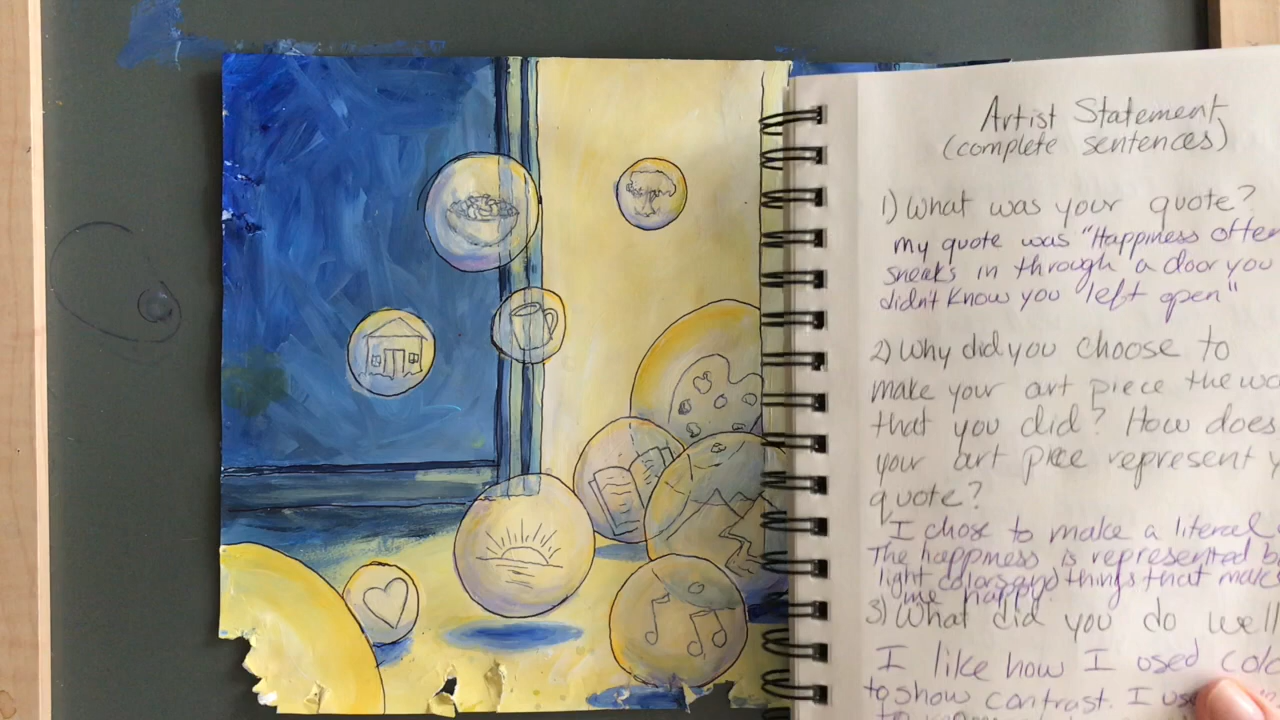 Artist Statement
(complete sentences)
1) What was your quote?
My quote was "Happiness often
sneaks in through a door you
didn't know you left open"
2) Why did you choose to
make your art piece the
that you did? How does
your art piece represent
quote?
I chose to make a literal
The happiness is represented
light colors and things that make
me happy.
3) What did you do well
I like how I used
to show contrast. I